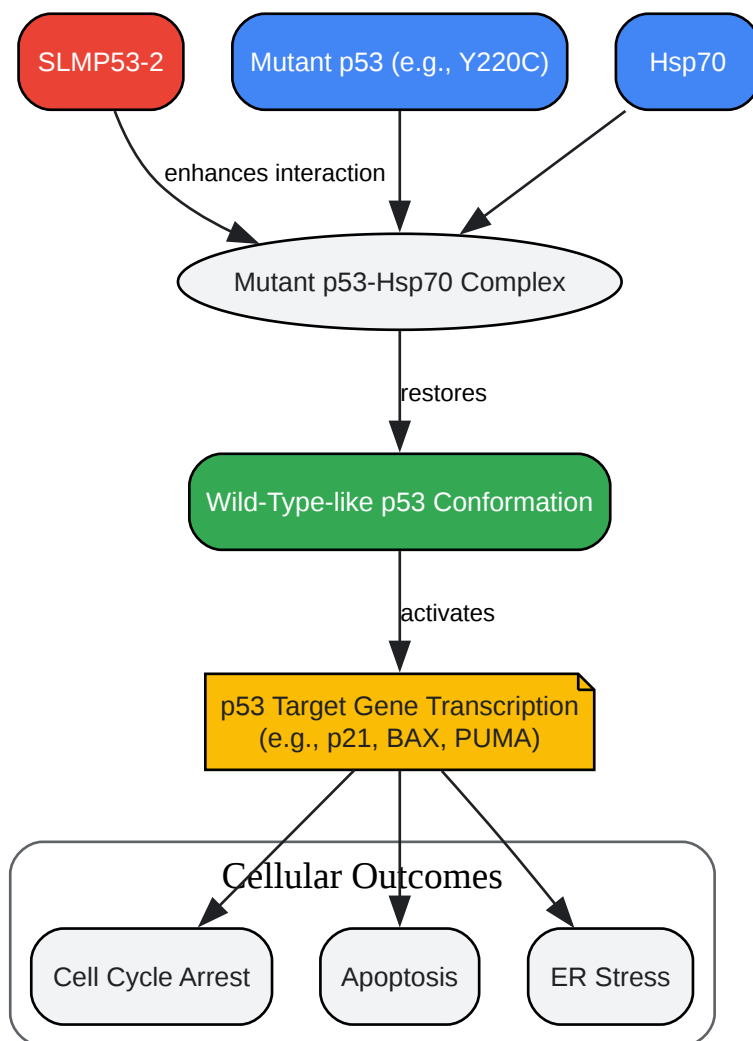 SLMP53-2
Mutant p53 (e.g., Y220C)
Hsp70
enhances interaction
Mutant p53-Hsp70 Complex
restores
Wild-Type-like p53 Conformation
activates
p53 Target Gene Transcription
(e.g., p21, BAX, PUMA)
Cellular Outcomes
Cell Cycle Arrest
Apoptosis
ER Stress